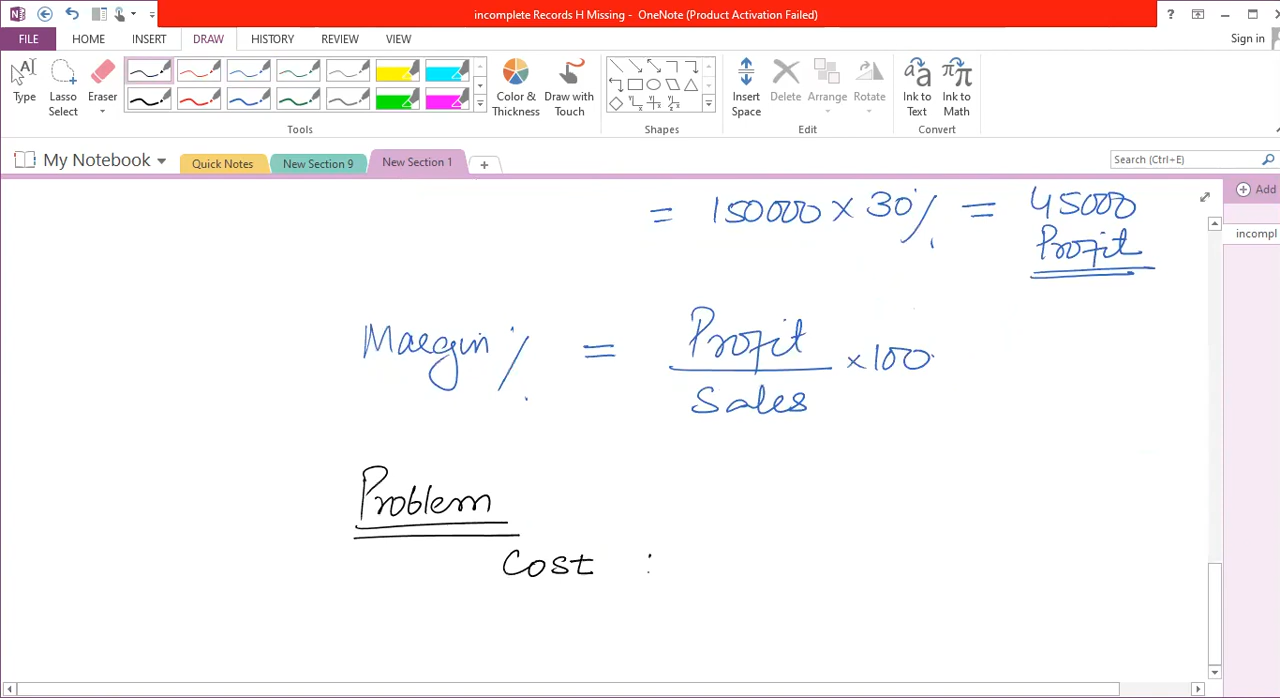 incomplete Records H Missing - OneNote (Product Activation Failed)
?
FILE HOME INSERT DRAW HISTORY REVIEW VIEW
Sign in
Type
Lasso Select
Eraser
Color & Thickness
Draw with Touch
Insert Space
Delete
Arrange
Rotate
Ink to Text
Ink to Math
Tools
Shapes
Edit
Convert
My Notebook
Quick Notes
New Section 9
New Section 1
Search (Ctrl+E)
Add
incompl
= 150000 × 30% = 45000
Profit
Margin % = Profit / Sales × 100
Problem
Cost :